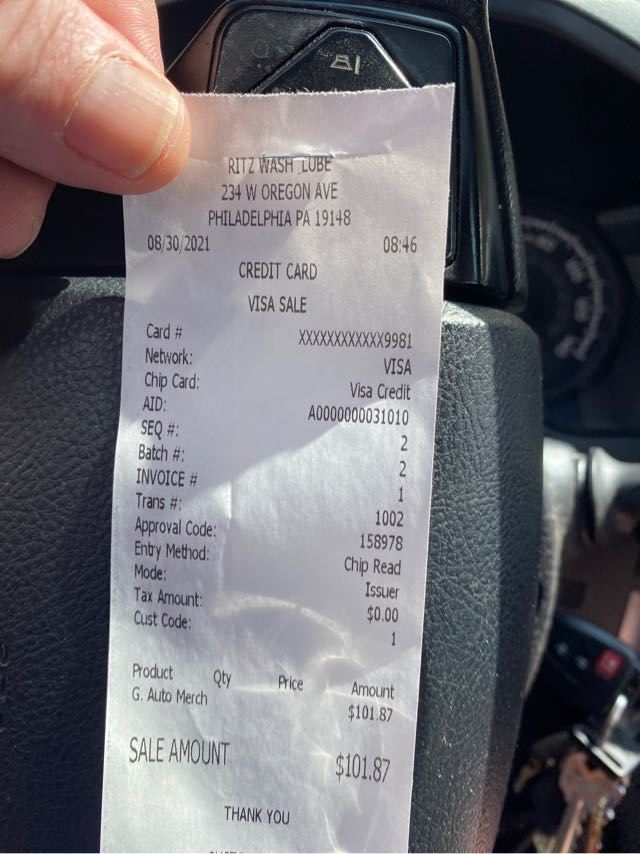 RITZ WASH_LUBE
234 W OREGON AVE
PHILADELPHIA PA 19148
08/30/2021 08:46
CREDIT CARD
VISA SALE
Card # XXXXXXXXXXXX9981
Network: VISA
Chip Card: Visa Credit
AID: A0000000031010
SEQ #: 2
Batch #: 2
INVOICE # 1
Trans #: 1002
Approval Code: 158978
Entry Method: Chip Read
Mode: Issuer
Tax Amount: $0.00
Cust Code: 1
Product Qty Price Amount
G. Auto Merch $101.87
SALE AMOUNT $101.87
THANK YOU